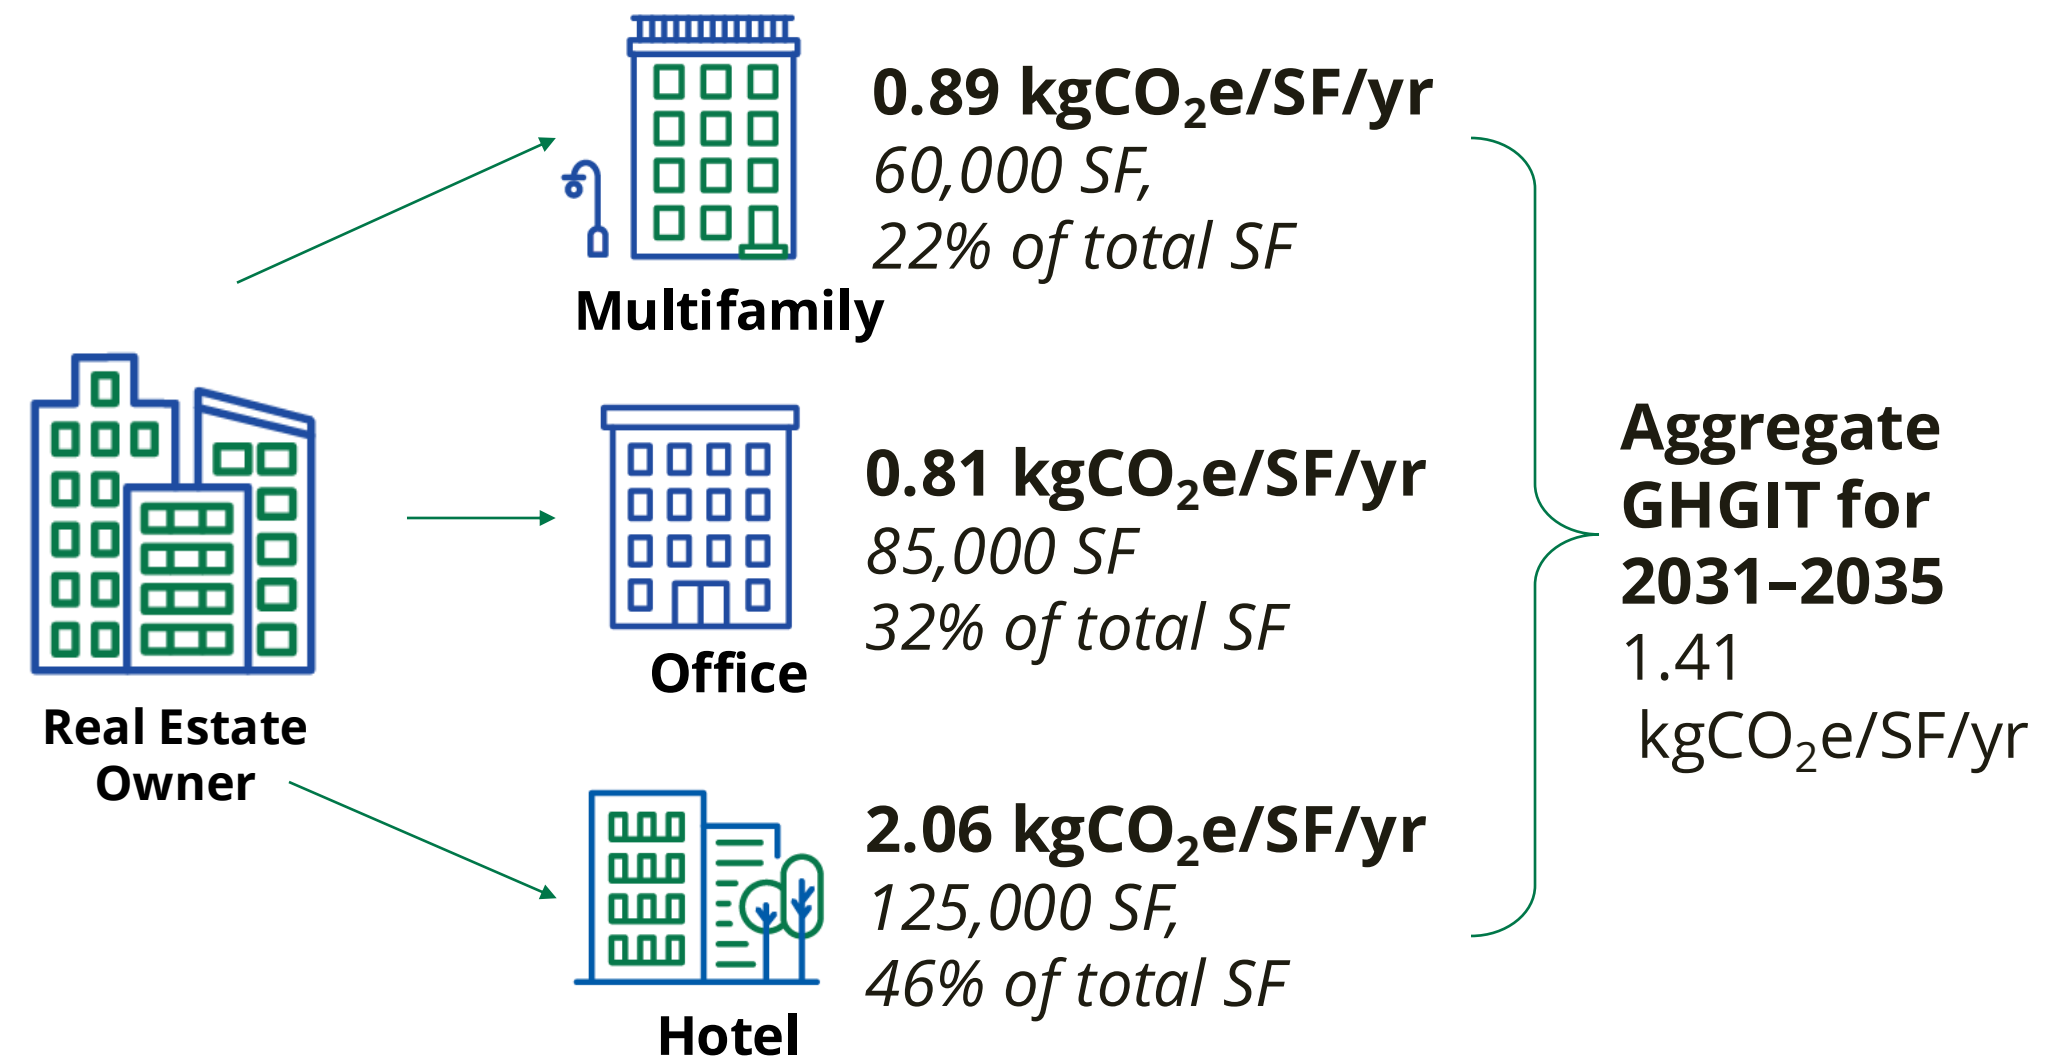 0.89 kgCO₂e/SF/yr
60,000 SF,
22% of total SF
Multifamily
Real Estate
Owner
0.81 kgCO₂e/SF/yr
85,000 SF
32% of total SF
Office
2.06 kgCO₂e/SF/yr
125,000 SF,
46% of total SF
Hotel
Aggregate
GHGIT for
2031–2035
1.41
kgCO₂e/SF/yr